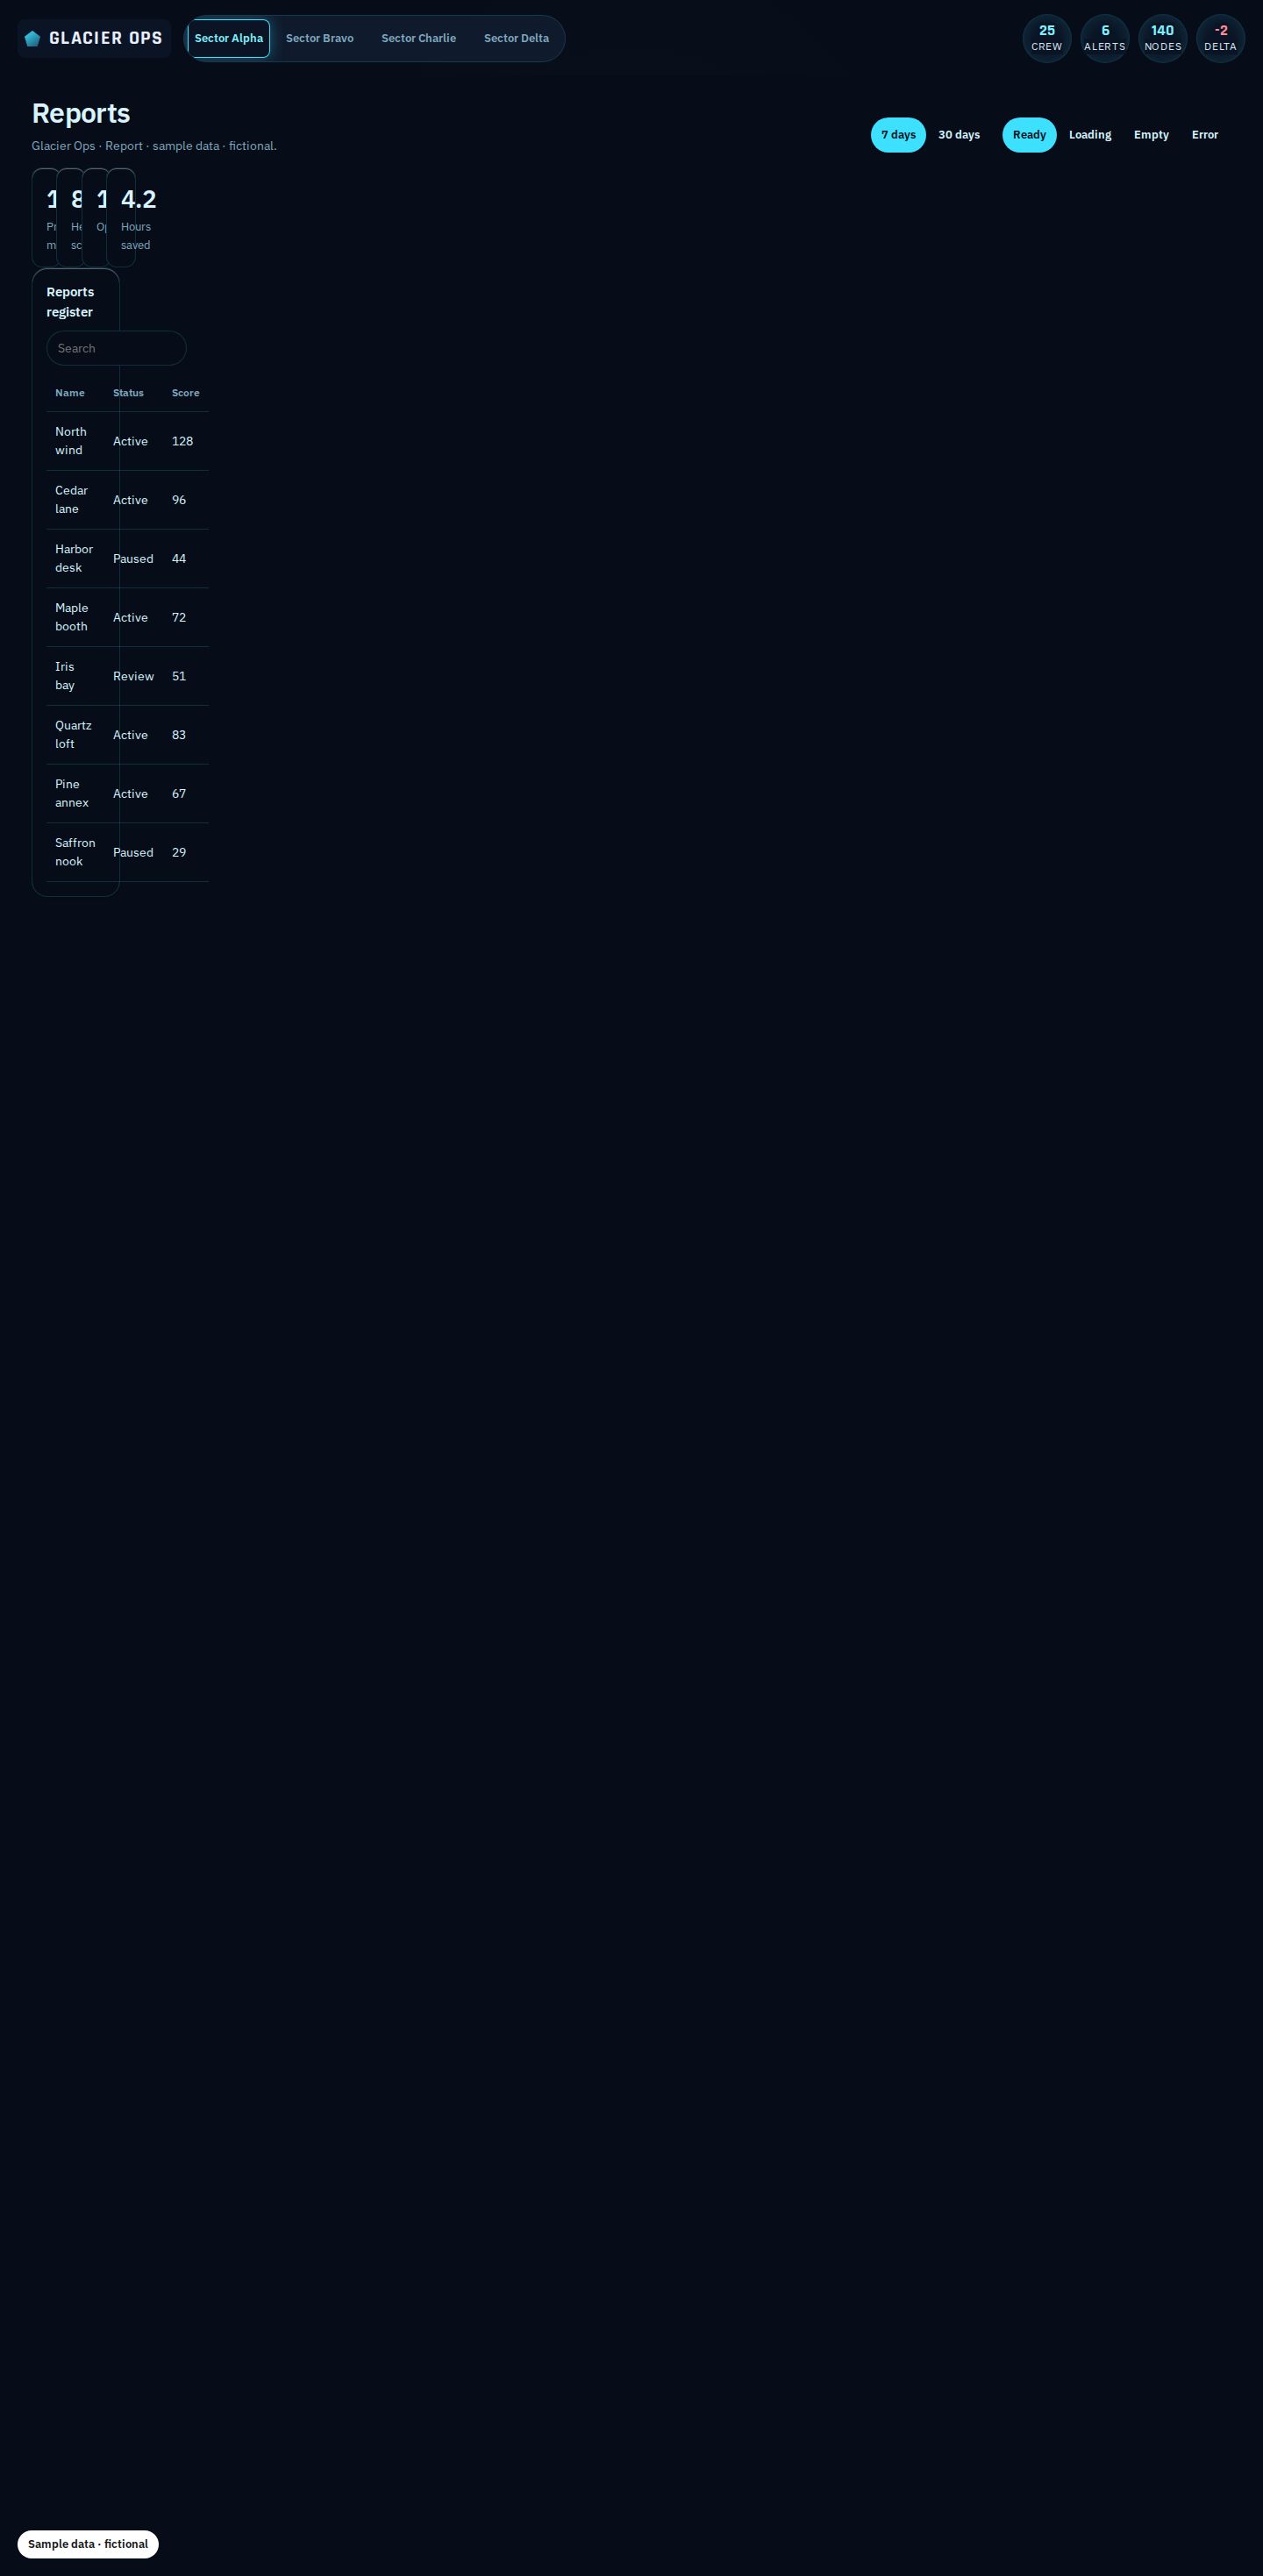 GLACIER OPS
Sector Alpha
Sector Bravo
Sector Charlie
Sector Delta
25
CREW
6
ALERTS
140
NODES
-2
DELTA
Reports
Glacier Ops · Report · sample data · fictional.
7 days
30 days
Ready
Loading
Empty
Error
4.2
Hours
saved
Reports
register
Search
Name Status Score
North
wind
Active
128
Cedar
lane
Active
96
Harbor
desk
Paused
44
Maple
booth
Active
72
Iris
bay
Review
51
Quartz
loft
Active
83
Pine
annex
Active
67
Saffron
nook
Paused
29
Sample data · fictional